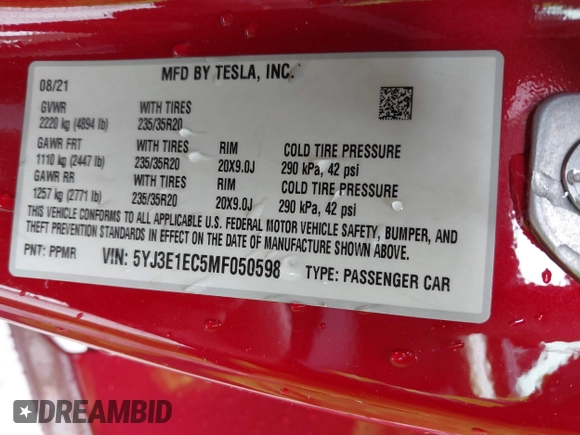 MFD BY TESLA, INC.
08/21
GVWR WITH TIRES
2220 kg (4894 lb) 235/35R20
GAWR FRT WITH TIRES RIM COLD TIRE PRESSURE
1110 kg (2447 lb) 235/35R20 20X9.0J 290 kPa, 42 psi
GAWR RR WITH TIRES RIM COLD TIRE PRESSURE
1257 kg (2771 lb) 235/35R20 20X9.0J 290 kPa, 42 psi
THIS VEHICLE CONFORMS TO ALL APPLICABLE U.S. FEDERAL MOTOR VEHICLE SAFETY, BUMPER, AND
THEFT PREVENTION STANDARDS IN EFFECT ON THE DATE OF MANUFACTURE SHOWN ABOVE.
PNT: PPMR VIN: 5YJ3E1EC5MF050598 TYPE: PASSENGER CAR
DREAMBID